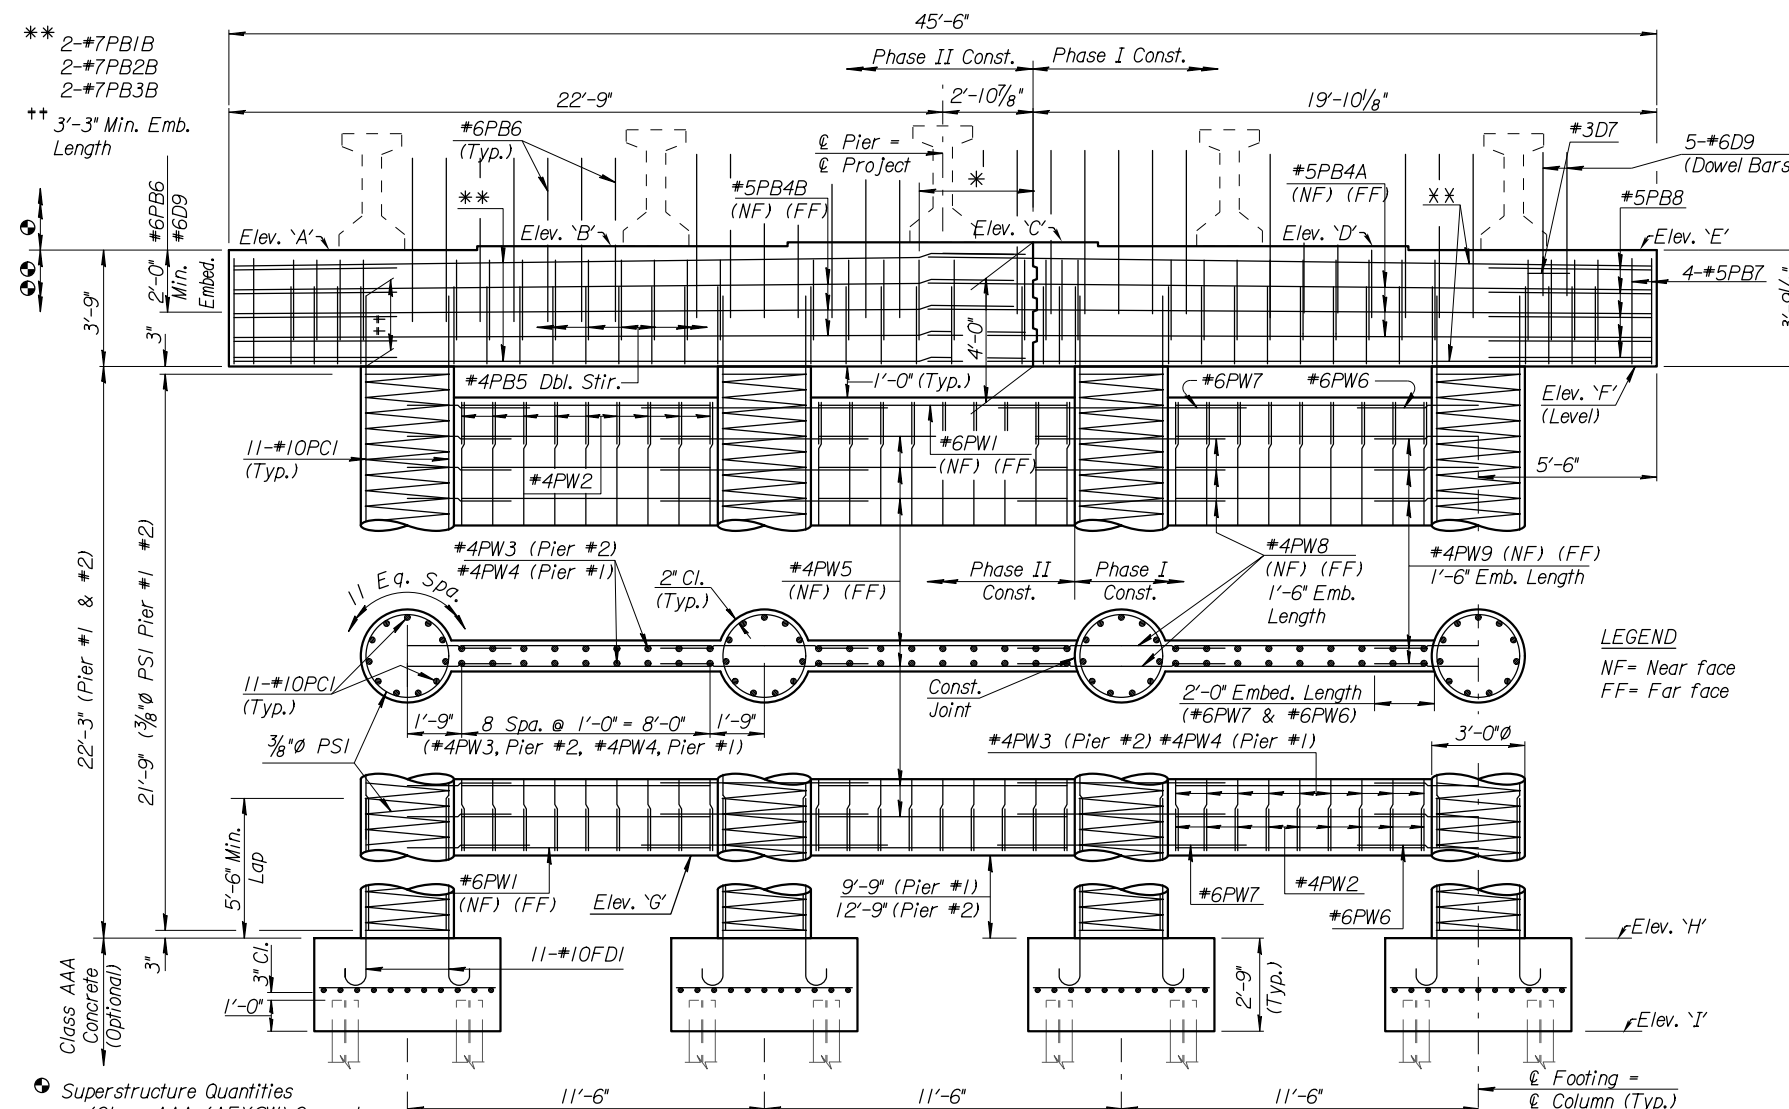 45'-6"
** 2-#7PB1B
2-#7PB2B
2-#7PB3B
Phase II Const.
Phase I Const.
22'-9"
2'-10⅞"
19'-10⅛"
†† 3'-3" Min. Emb.
Length
#6PB6
(Typ.)
℄ Pier =
℄ Project
*
#3D7
5-#6D9
(Dowel Bars
#5PB4B
(NF) (FF)
#5PB4A
(NF) (FF)
**
**
#5PB8
#6PB6
#6D9
Elev. 'A'
Elev. 'B'
Elev. 'C'
Elev. 'D'
Elev. 'E'
4-#5PB7
3'-9"
2'-0"
Min.
Embed.
3"
††
4'-0"
#4PB5 Dbl. Stir.
1'-0" (Typ.)
#6PW7
#6PW6
Elev. 'F'
(Level)
11-#10PC1
(Typ.)
#4PW2
#6PW1
(NF) (FF)
5'-6"
22'-3" (Pier #1 & #2)
21'-9" (⅜"Ø PS1 Pier #1 #2)
#4PW3 (Pier #2)
#4PW4 (Pier #1)
2" Cl.
(Typ.)
#4PW5
(NF) (FF)
Phase II
Const.
Phase I
Const.
#4PW8
(NF) (FF)
1'-6" Emb.
Length
#4PW9 (NF) (FF)
1'-6" Emb. Length
11 Eq. Spa.
LEGEND
NF= Near face
FF= Far face
11-#10PC1
(Typ.)
Const.
Joint
2'-0" Embed. Length
(#6PW7 & #6PW6)
1'-9"
8 Spa. @ 1'-0" = 8'-0"
1'-9"
(#4PW3, Pier #2, #4PW4, Pier #1)
⅜"Ø PS1
#4PW3 (Pier #2) #4PW4 (Pier #1)
3'-0"Ø
5'-6" Min.
Lap
#6PW1
(NF) (FF)
Elev. 'G'
9'-9" (Pier #1)
12'-9" (Pier #2)
#6PW7
#4PW2
#6PW6
Elev. 'H'
3"
3" Cl.
1'-0"
11-#10FD1
2'-9"
(Typ.)
Class AAA
Concrete
(Optional)
Elev. 'I'
Superstructure Quantities
11'-6"
11'-6"
11'-6"
℄ Footing =
℄ Column (Typ.)